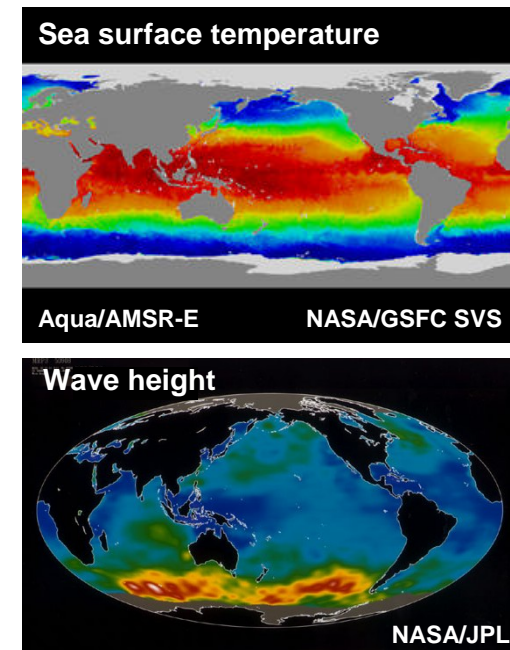 Sea surface temperature
Aqua/AMSR-E NASA/GSFC SVS
Wave height
NASA/JPL